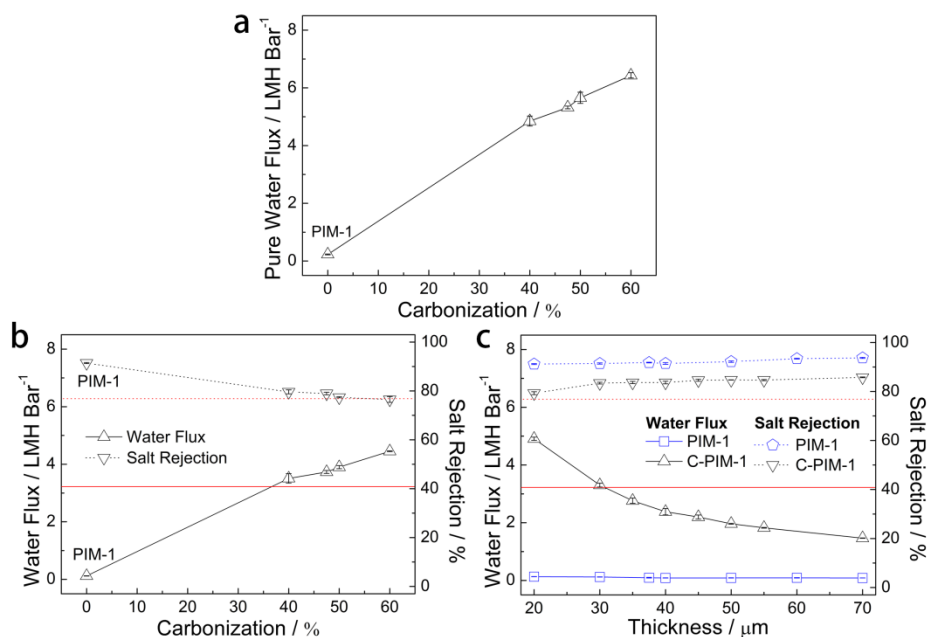 a
Pure Water Flux / LMH Bar-1
8
6
4
2
0
PIM-1
0 10 20 30 40 50 60
Carbonization / %
b
Water Flux / LMH Bar-1
8
6
4
2
0
PIM-1
Water Flux
Salt Rejection
PIM-1
100
80
60
40
20
0
Salt Rejection / %
0 10 20 30 40 50 60
Carbonization / %
c
Water Flux / LMH Bar-1
8
6
4
2
0
Water Flux Salt Rejection
PIM-1 PIM-1
C-PIM-1 C-PIM-1
100
80
60
40
20
0
Salt Rejection / %
20 30 40 50 60 70
Thickness / μm